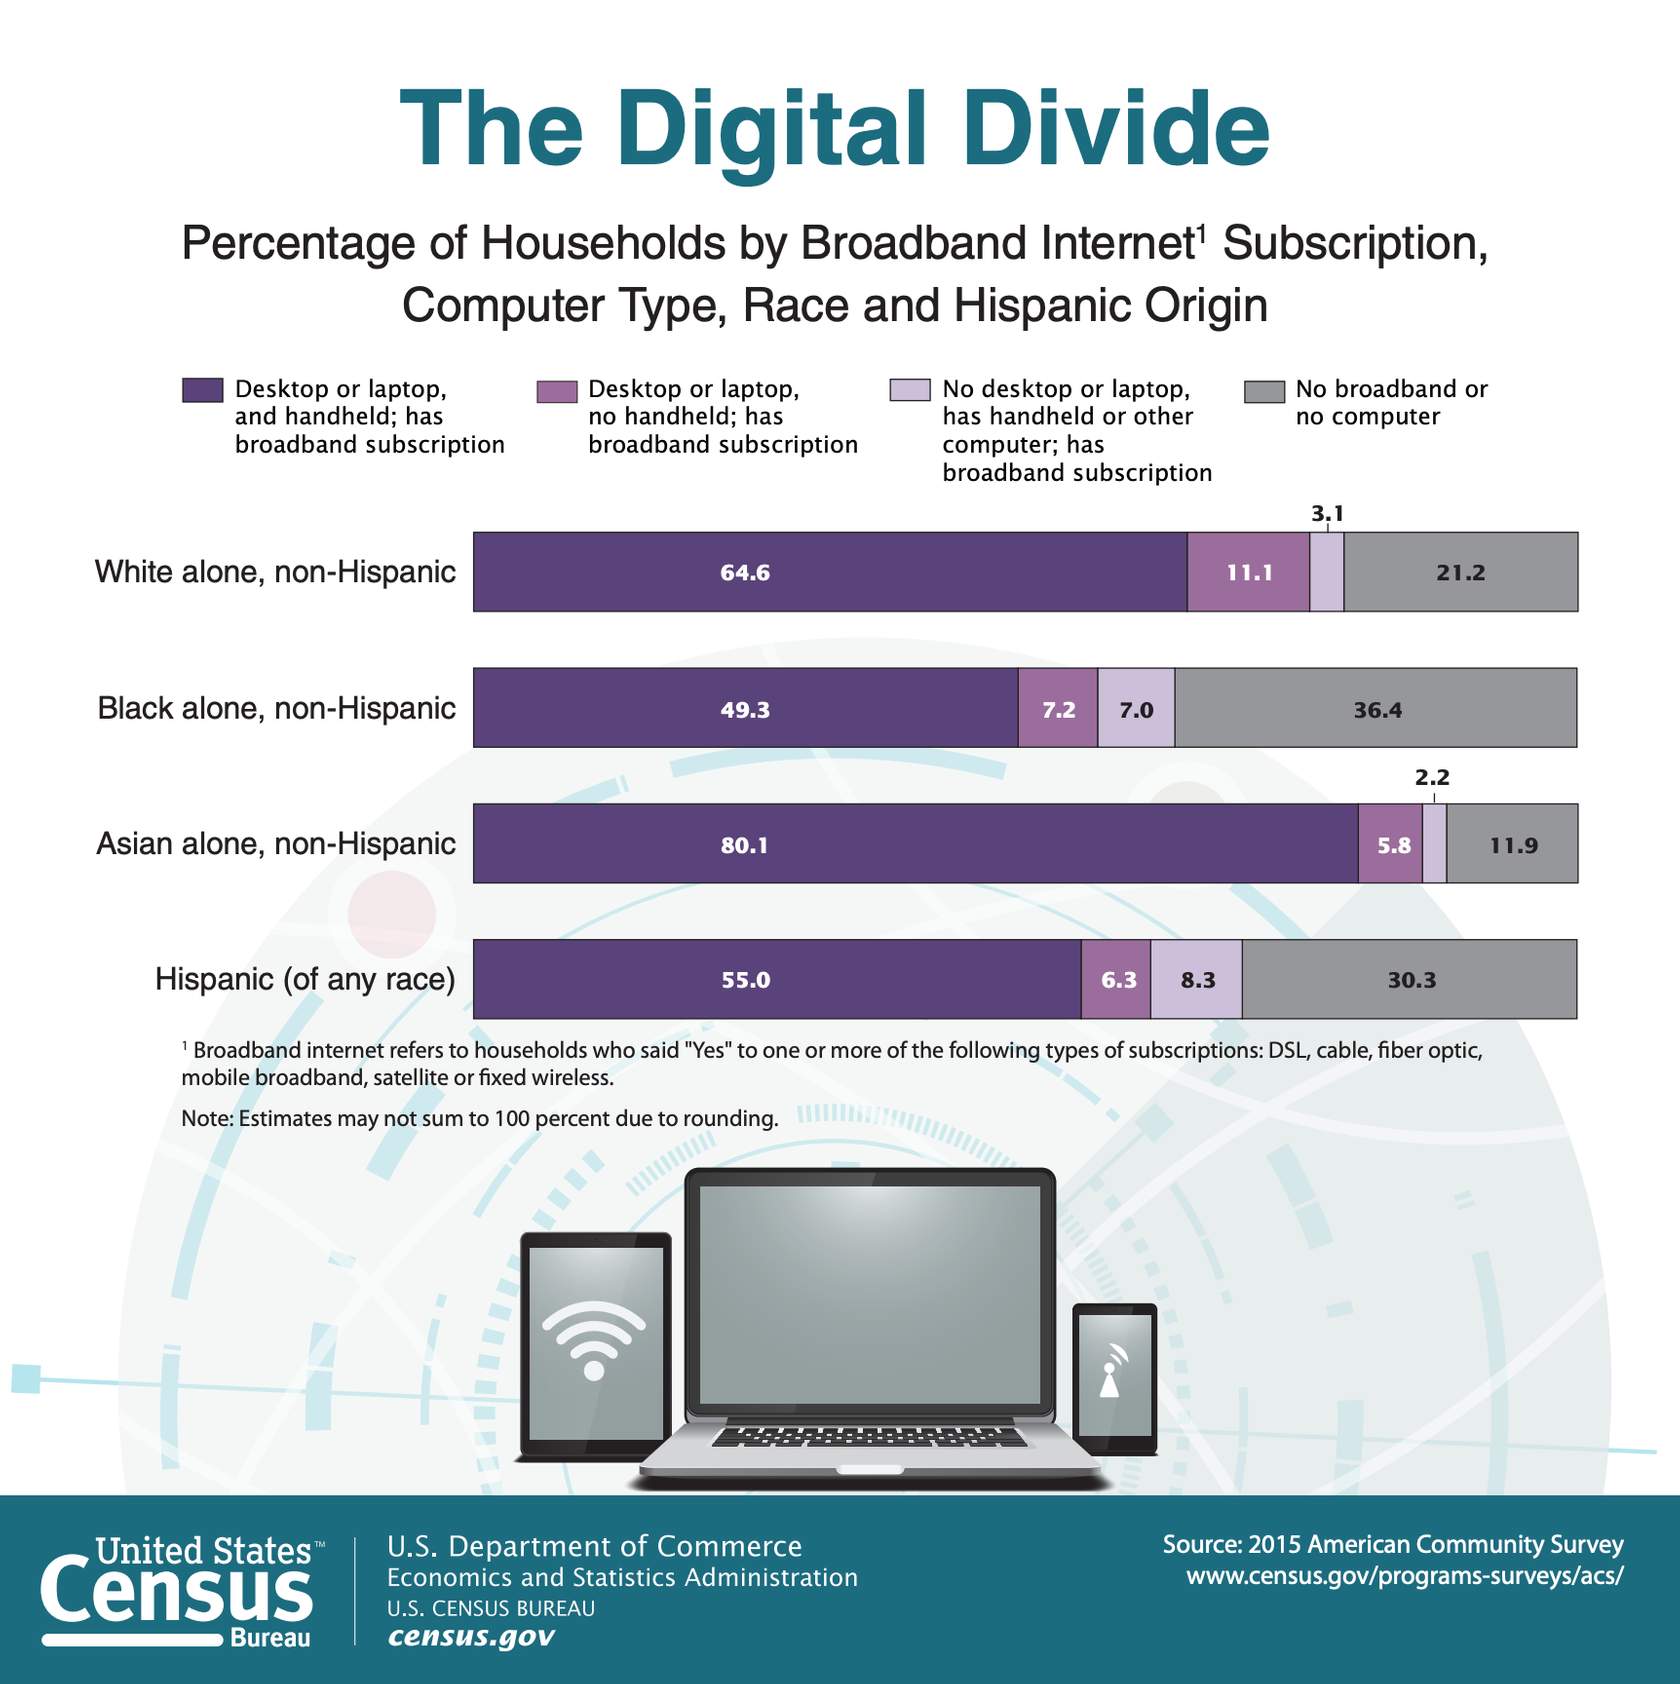 The Digital Divide
Percentage of Households by Broadband Internet¹ Subscription,
Computer Type, Race and Hispanic Origin
Desktop or laptop,
and handheld; has
broadband subscription
Desktop or laptop,
no handheld; has
broadband subscription
No desktop or laptop,
has handheld or other
computer; has
broadband subscription
No broadband or
no computer
3.1
White alone, non-Hispanic 64.6 11.1 21.2
Black alone, non-Hispanic 49.3 7.2 7.0 36.4
2.2
Asian alone, non-Hispanic 80.1 5.8 11.9
Hispanic (of any race) 55.0 6.3 8.3 30.3
¹ Broadband internet refers to households who said "Yes" to one or more of the following types of subscriptions: DSL, cable, fiber optic,
mobile broadband, satellite or fixed wireless.
Note: Estimates may not sum to 100 percent due to rounding.
United States™
Census
Bureau
U.S. Department of Commerce
Economics and Statistics Administration
U.S. CENSUS BUREAU
census.gov
Source: 2015 American Community Survey
www.census.gov/programs-surveys/acs/